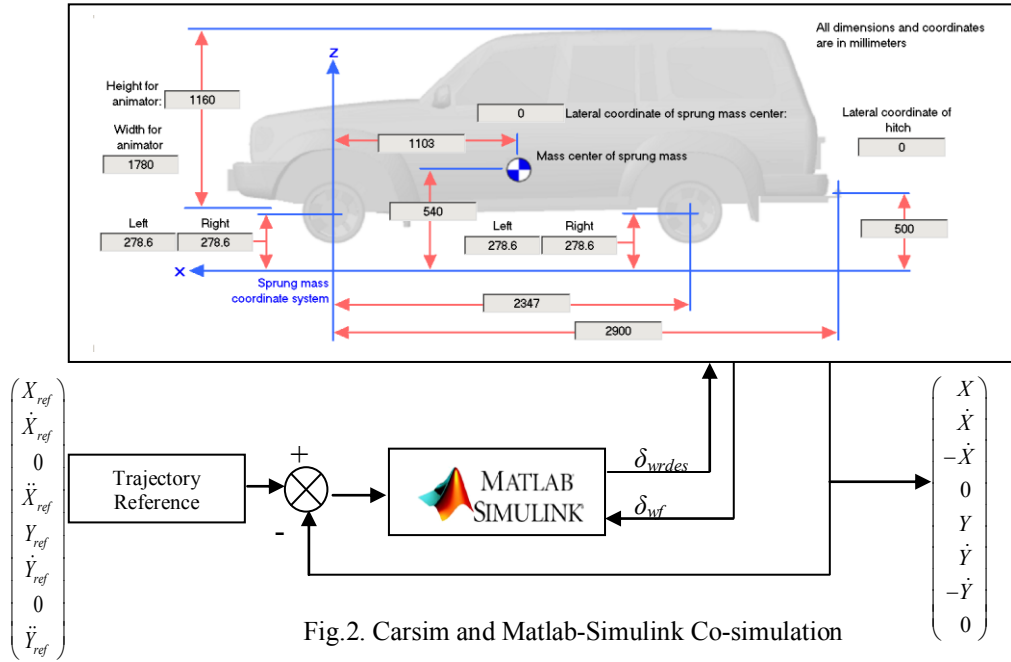 All dimensions and coordinates
are in millimeters
Z
Height for
animator:
1160
Width for
animator
1780
0
Lateral coordinate of sprung mass center:
Lateral coordinate of
hitch
0
1103
Mass center of sprung mass
540
Left Right
278.6 278.6
Left Right
278.6 278.6
500
X
Sprung mass
coordinate system
2347
2900
X_ref
Ẋ_ref
0
Ẍ_ref
Y_ref
Ẏ_ref
0
Ÿ_ref
Trajectory
Reference
+
-
MATLAB
SIMULINK®
δ_wrdes
δ_wf
X
Ẋ
-Ẋ
0
Y
Ẏ
-Ẏ
0
Fig.2. Carsim and Matlab-Simulink Co-simulation